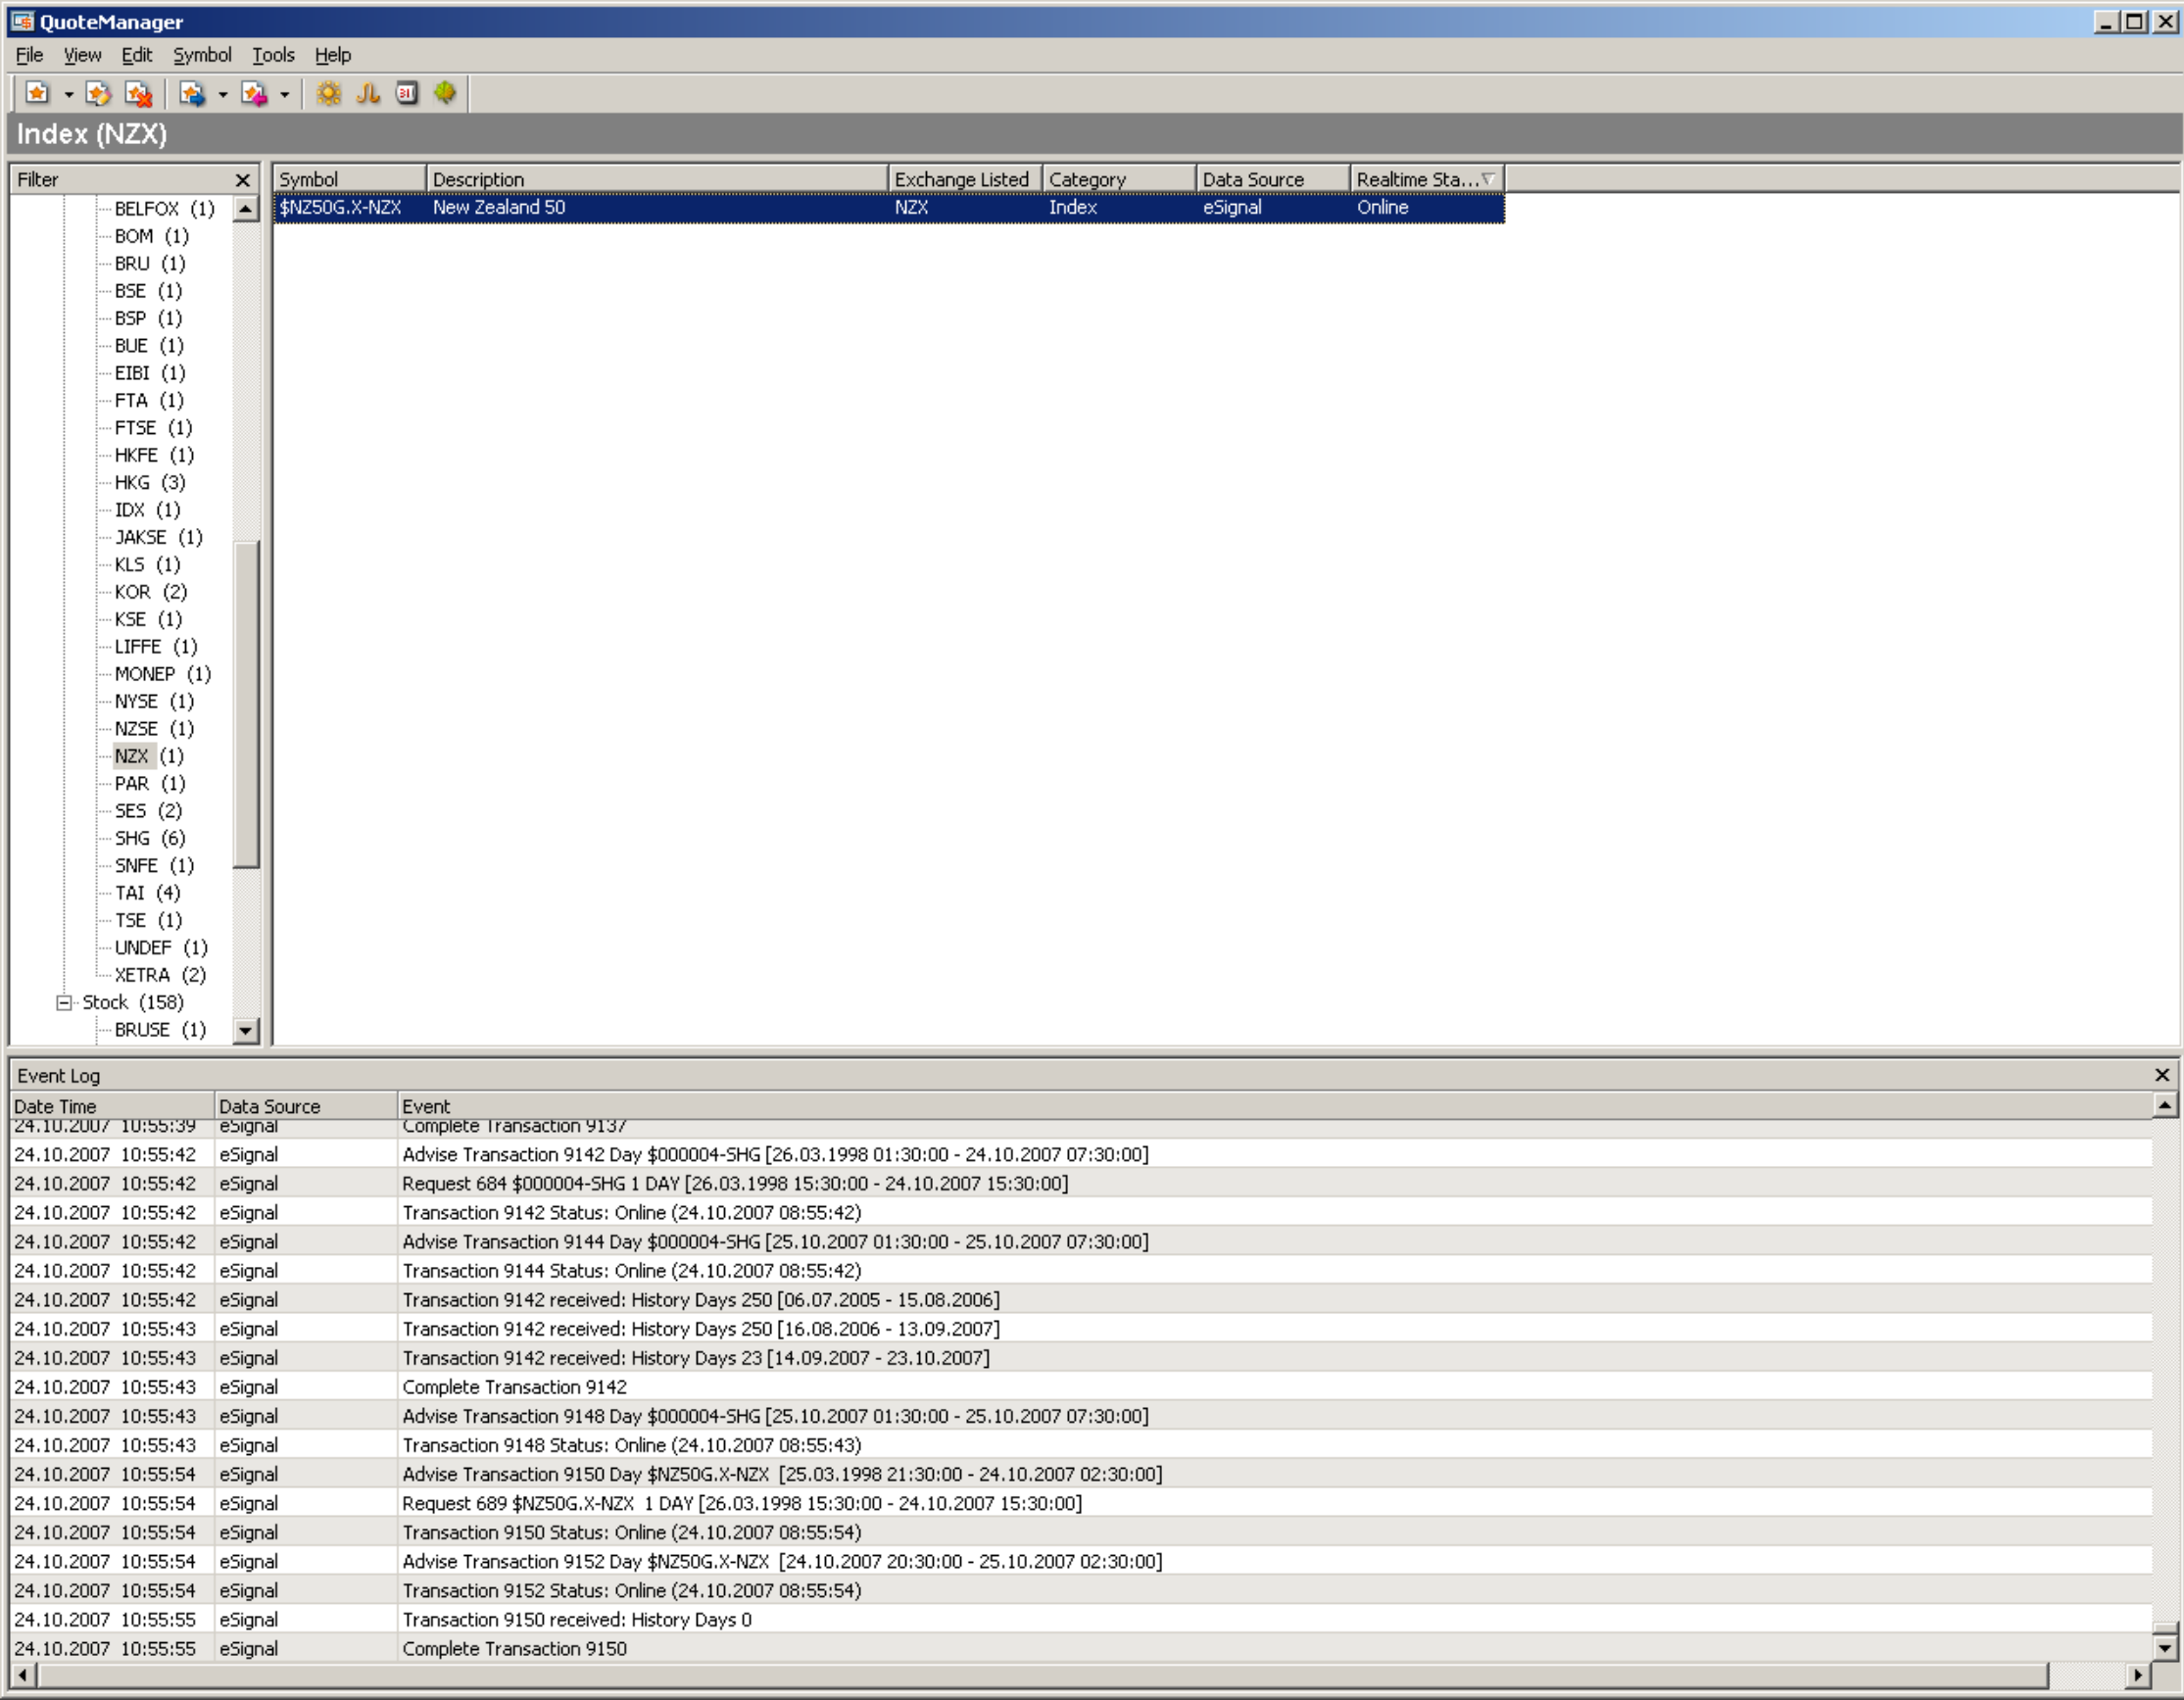 QuoteManager
File View Edit Symbol Tools Help
31
Index (NZX)
Filter
BELFOX (1)
BOM (1)
BRU (1)
BSE (1)
BSP (1)
BUE (1)
EIBI (1)
FTA (1)
FTSE (1)
HKFE (1)
HKG (3)
IDX (1)
JAKSE (1)
KLS (1)
KOR (2)
KSE (1)
LIFFE (1)
MONEP (1)
NYSE (1)
NZSE (1)
NZX (1)
PAR (1)
SES (2)
SHG (6)
SNFE (1)
TAI (4)
TSE (1)
UNDEF (1)
XETRA (2)
Stock (158)
BRUSE (1)
Symbol Description Exchange Listed Category Data Source Realtime Sta...
$NZ50G.X-NZX New Zealand 50 NZX Index eSignal Online
Event Log
Date Time Data Source Event
24.10.2007 10:55:39 eSignal Complete Transaction 9137
24.10.2007 10:55:42 eSignal Advise Transaction 9142 Day $000004-SHG [26.03.1998 01:30:00 - 24.10.2007 07:30:00]
24.10.2007 10:55:42 eSignal Request 684 $000004-SHG 1 DAY [26.03.1998 15:30:00 - 24.10.2007 15:30:00]
24.10.2007 10:55:42 eSignal Transaction 9142 Status: Online (24.10.2007 08:55:42)
24.10.2007 10:55:42 eSignal Advise Transaction 9144 Day $000004-SHG [25.10.2007 01:30:00 - 25.10.2007 07:30:00]
24.10.2007 10:55:42 eSignal Transaction 9144 Status: Online (24.10.2007 08:55:42)
24.10.2007 10:55:42 eSignal Transaction 9142 received: History Days 250 [06.07.2005 - 15.08.2006]
24.10.2007 10:55:43 eSignal Transaction 9142 received: History Days 250 [16.08.2006 - 13.09.2007]
24.10.2007 10:55:43 eSignal Transaction 9142 received: History Days 23 [14.09.2007 - 23.10.2007]
24.10.2007 10:55:43 eSignal Complete Transaction 9142
24.10.2007 10:55:43 eSignal Advise Transaction 9148 Day $000004-SHG [25.10.2007 01:30:00 - 25.10.2007 07:30:00]
24.10.2007 10:55:43 eSignal Transaction 9148 Status: Online (24.10.2007 08:55:43)
24.10.2007 10:55:54 eSignal Advise Transaction 9150 Day $NZ50G.X-NZX [25.03.1998 21:30:00 - 24.10.2007 02:30:00]
24.10.2007 10:55:54 eSignal Request 689 $NZ50G.X-NZX 1 DAY [26.03.1998 15:30:00 - 24.10.2007 15:30:00]
24.10.2007 10:55:54 eSignal Transaction 9150 Status: Online (24.10.2007 08:55:54)
24.10.2007 10:55:54 eSignal Advise Transaction 9152 Day $NZ50G.X-NZX [24.10.2007 20:30:00 - 25.10.2007 02:30:00]
24.10.2007 10:55:54 eSignal Transaction 9152 Status: Online (24.10.2007 08:55:54)
24.10.2007 10:55:55 eSignal Transaction 9150 received: History Days 0
24.10.2007 10:55:55 eSignal Complete Transaction 9150